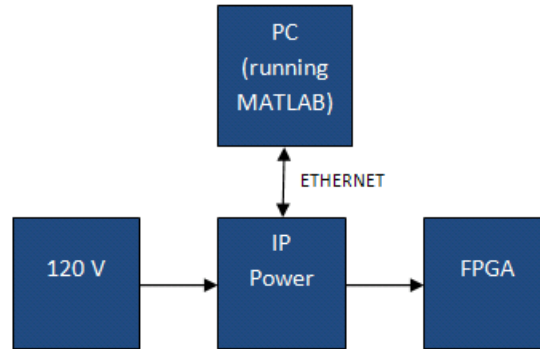 PC
(running
MATLAB)
ETHERNET
120 V
IP
Power
FPGA